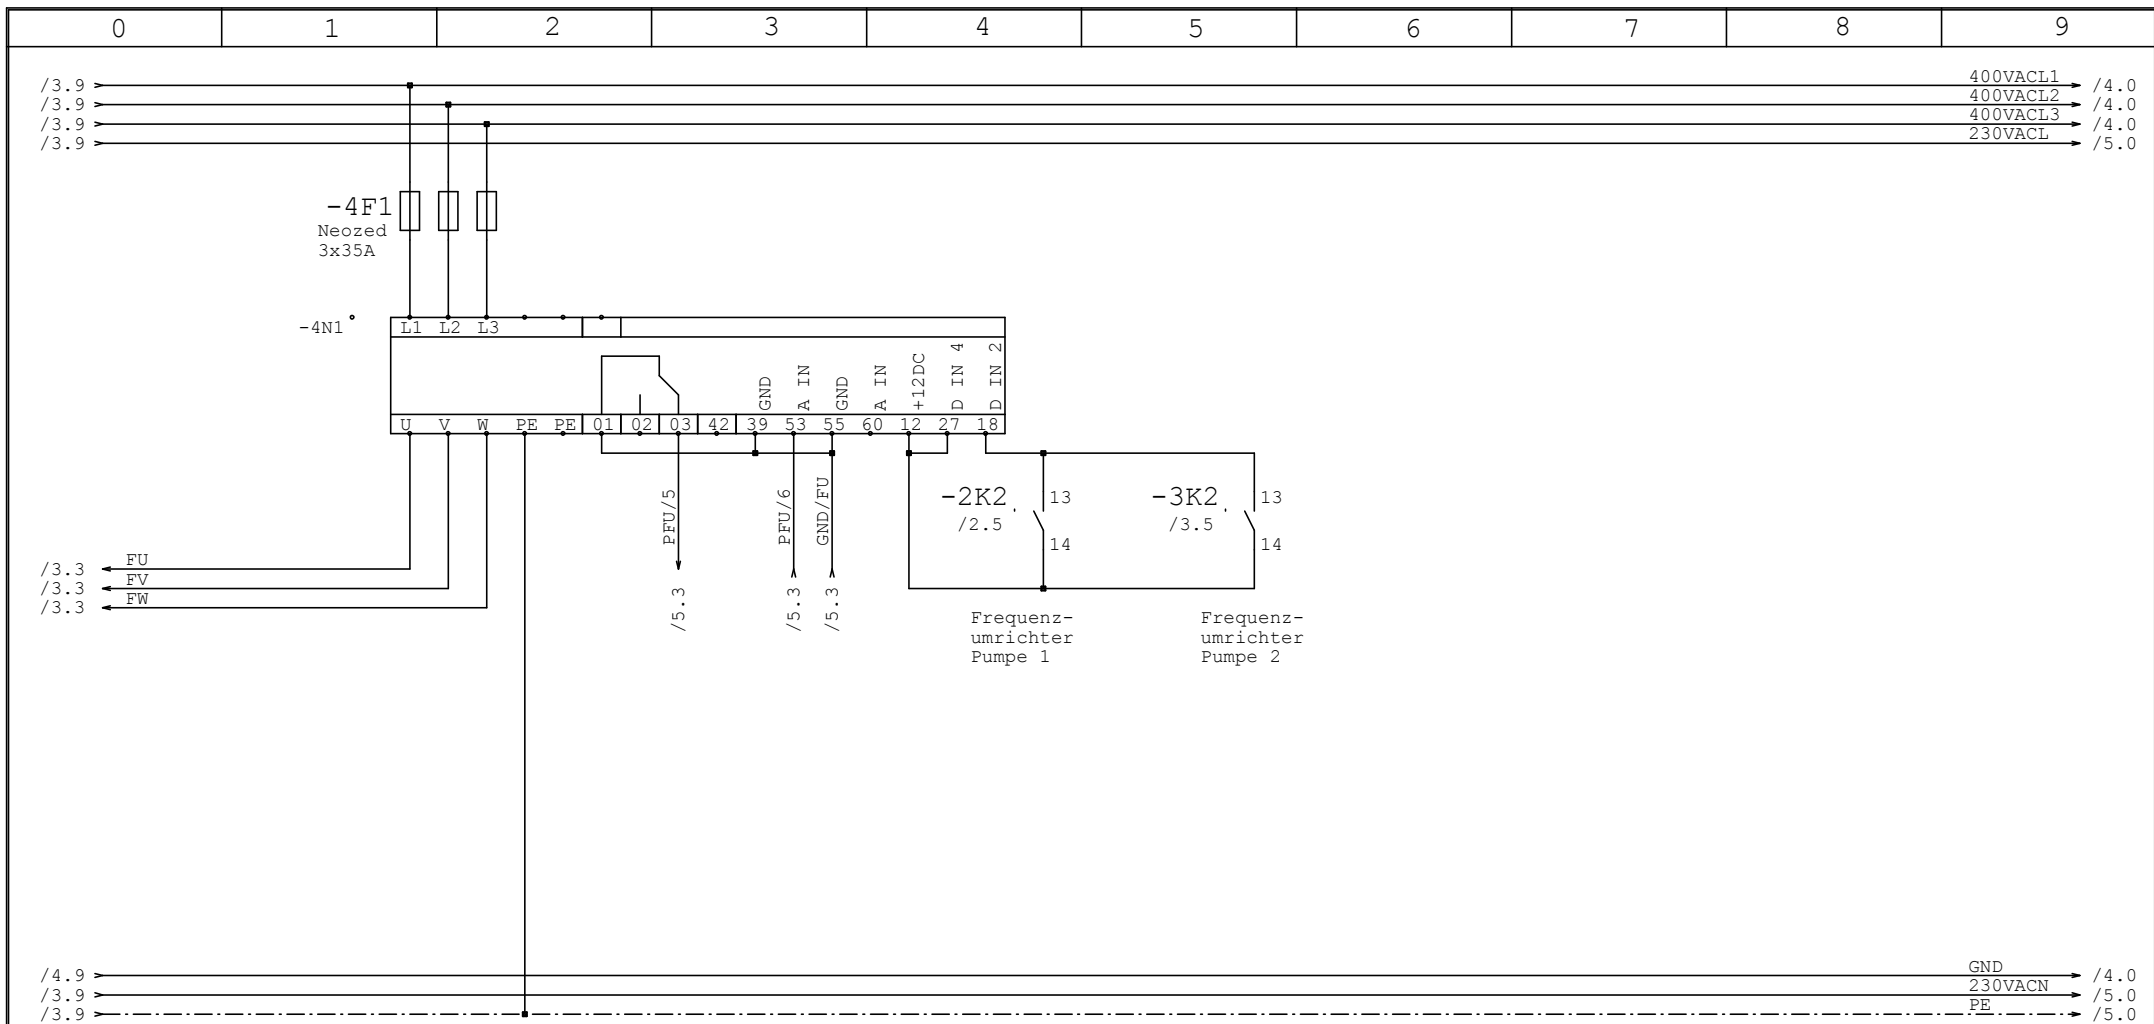 0 1 2 3 4 5 6 7 8 9
/3.9 400VACL1 /4.0
/3.9 400VACL2 /4.0
/3.9 400VACL3 /4.0
/3.9 230VACL /5.0
-4F1
Neozed
3x35A
-4N1
L1 L2 L3
GND A IN GND A IN +12DC D IN 4 D IN 2
U V W PE PE 01 02 03 42 39 53 55 60 12 27 18
PFU/5 PFU/6 GND/FU
-2K2 13
/2.5
14
-3K2 13
/3.5
14
/3.3 FU
/3.3 FV
/3.3 FW
/5.3 /5.3 /5.3
Frequenz-
umrichter
Pumpe 1
Frequenz-
umrichter
Pumpe 2
/4.9 GND /4.0
/3.9 230VACN /5.0
/3.9 PE /5.0